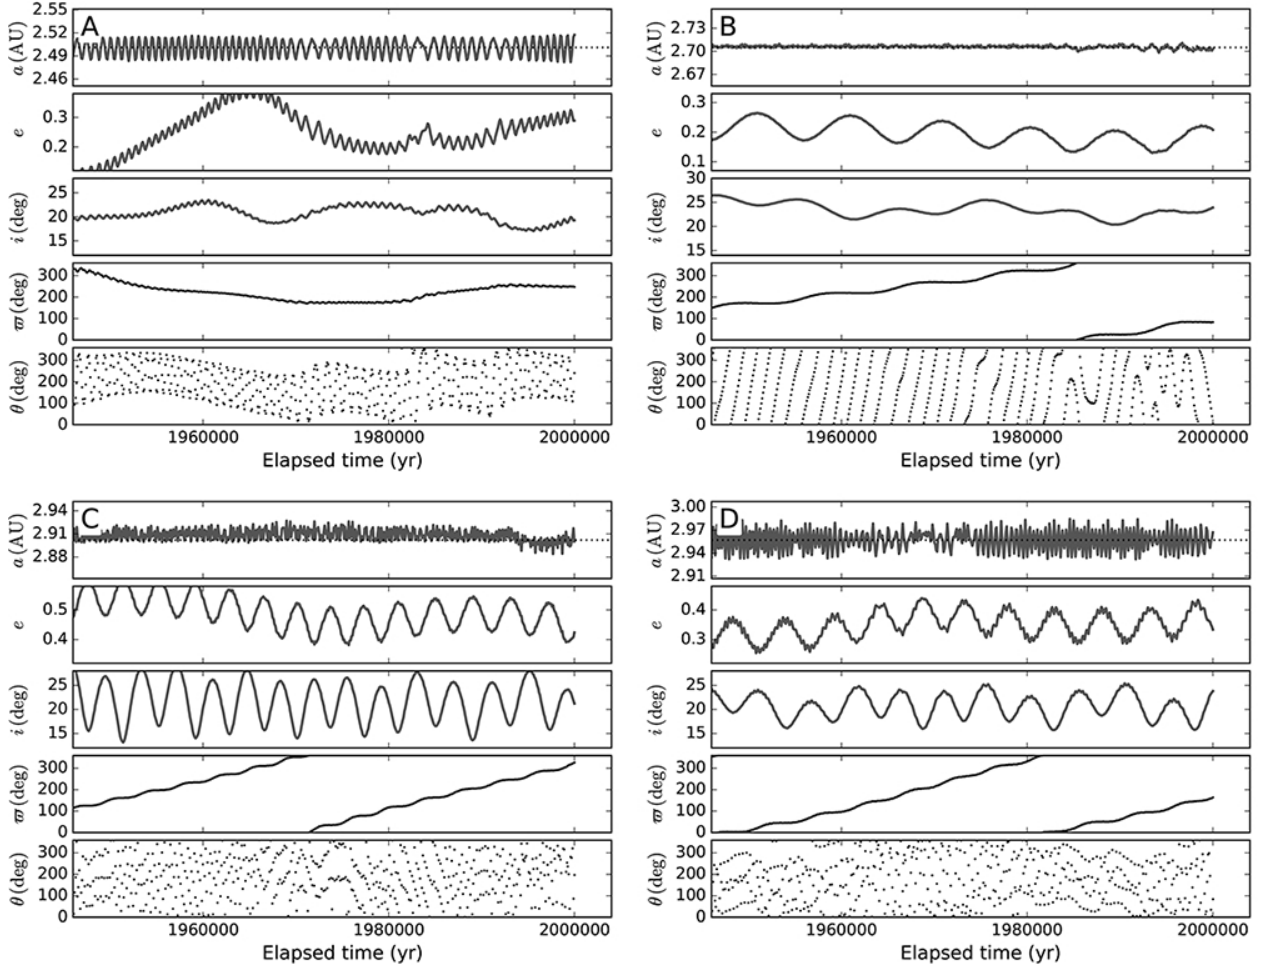 A
a (AU)
2.55
2.52
2.49
2.46
e
0.3
0.2
i (deg)
25
20
15
ϖ (deg)
300
200
100
0
θ (deg)
300
200
100
0
1960000 1980000 2000000
Elapsed time (yr)
B
a (AU)
2.73
2.70
2.67
e
0.3
0.2
0.1
i (deg)
30
25
20
15
ϖ (deg)
300
200
100
0
θ (deg)
300
200
100
0
1960000 1980000 2000000
Elapsed time (yr)
C
a (AU)
2.94
2.91
2.88
e
0.5
0.4
i (deg)
25
20
15
ϖ (deg)
300
200
100
0
θ (deg)
300
200
100
0
1960000 1980000 2000000
Elapsed time (yr)
D
a (AU)
3.00
2.97
2.94
2.91
e
0.4
0.3
i (deg)
25
20
15
ϖ (deg)
300
200
100
0
θ (deg)
300
200
100
0
1960000 1980000 2000000
Elapsed time (yr)